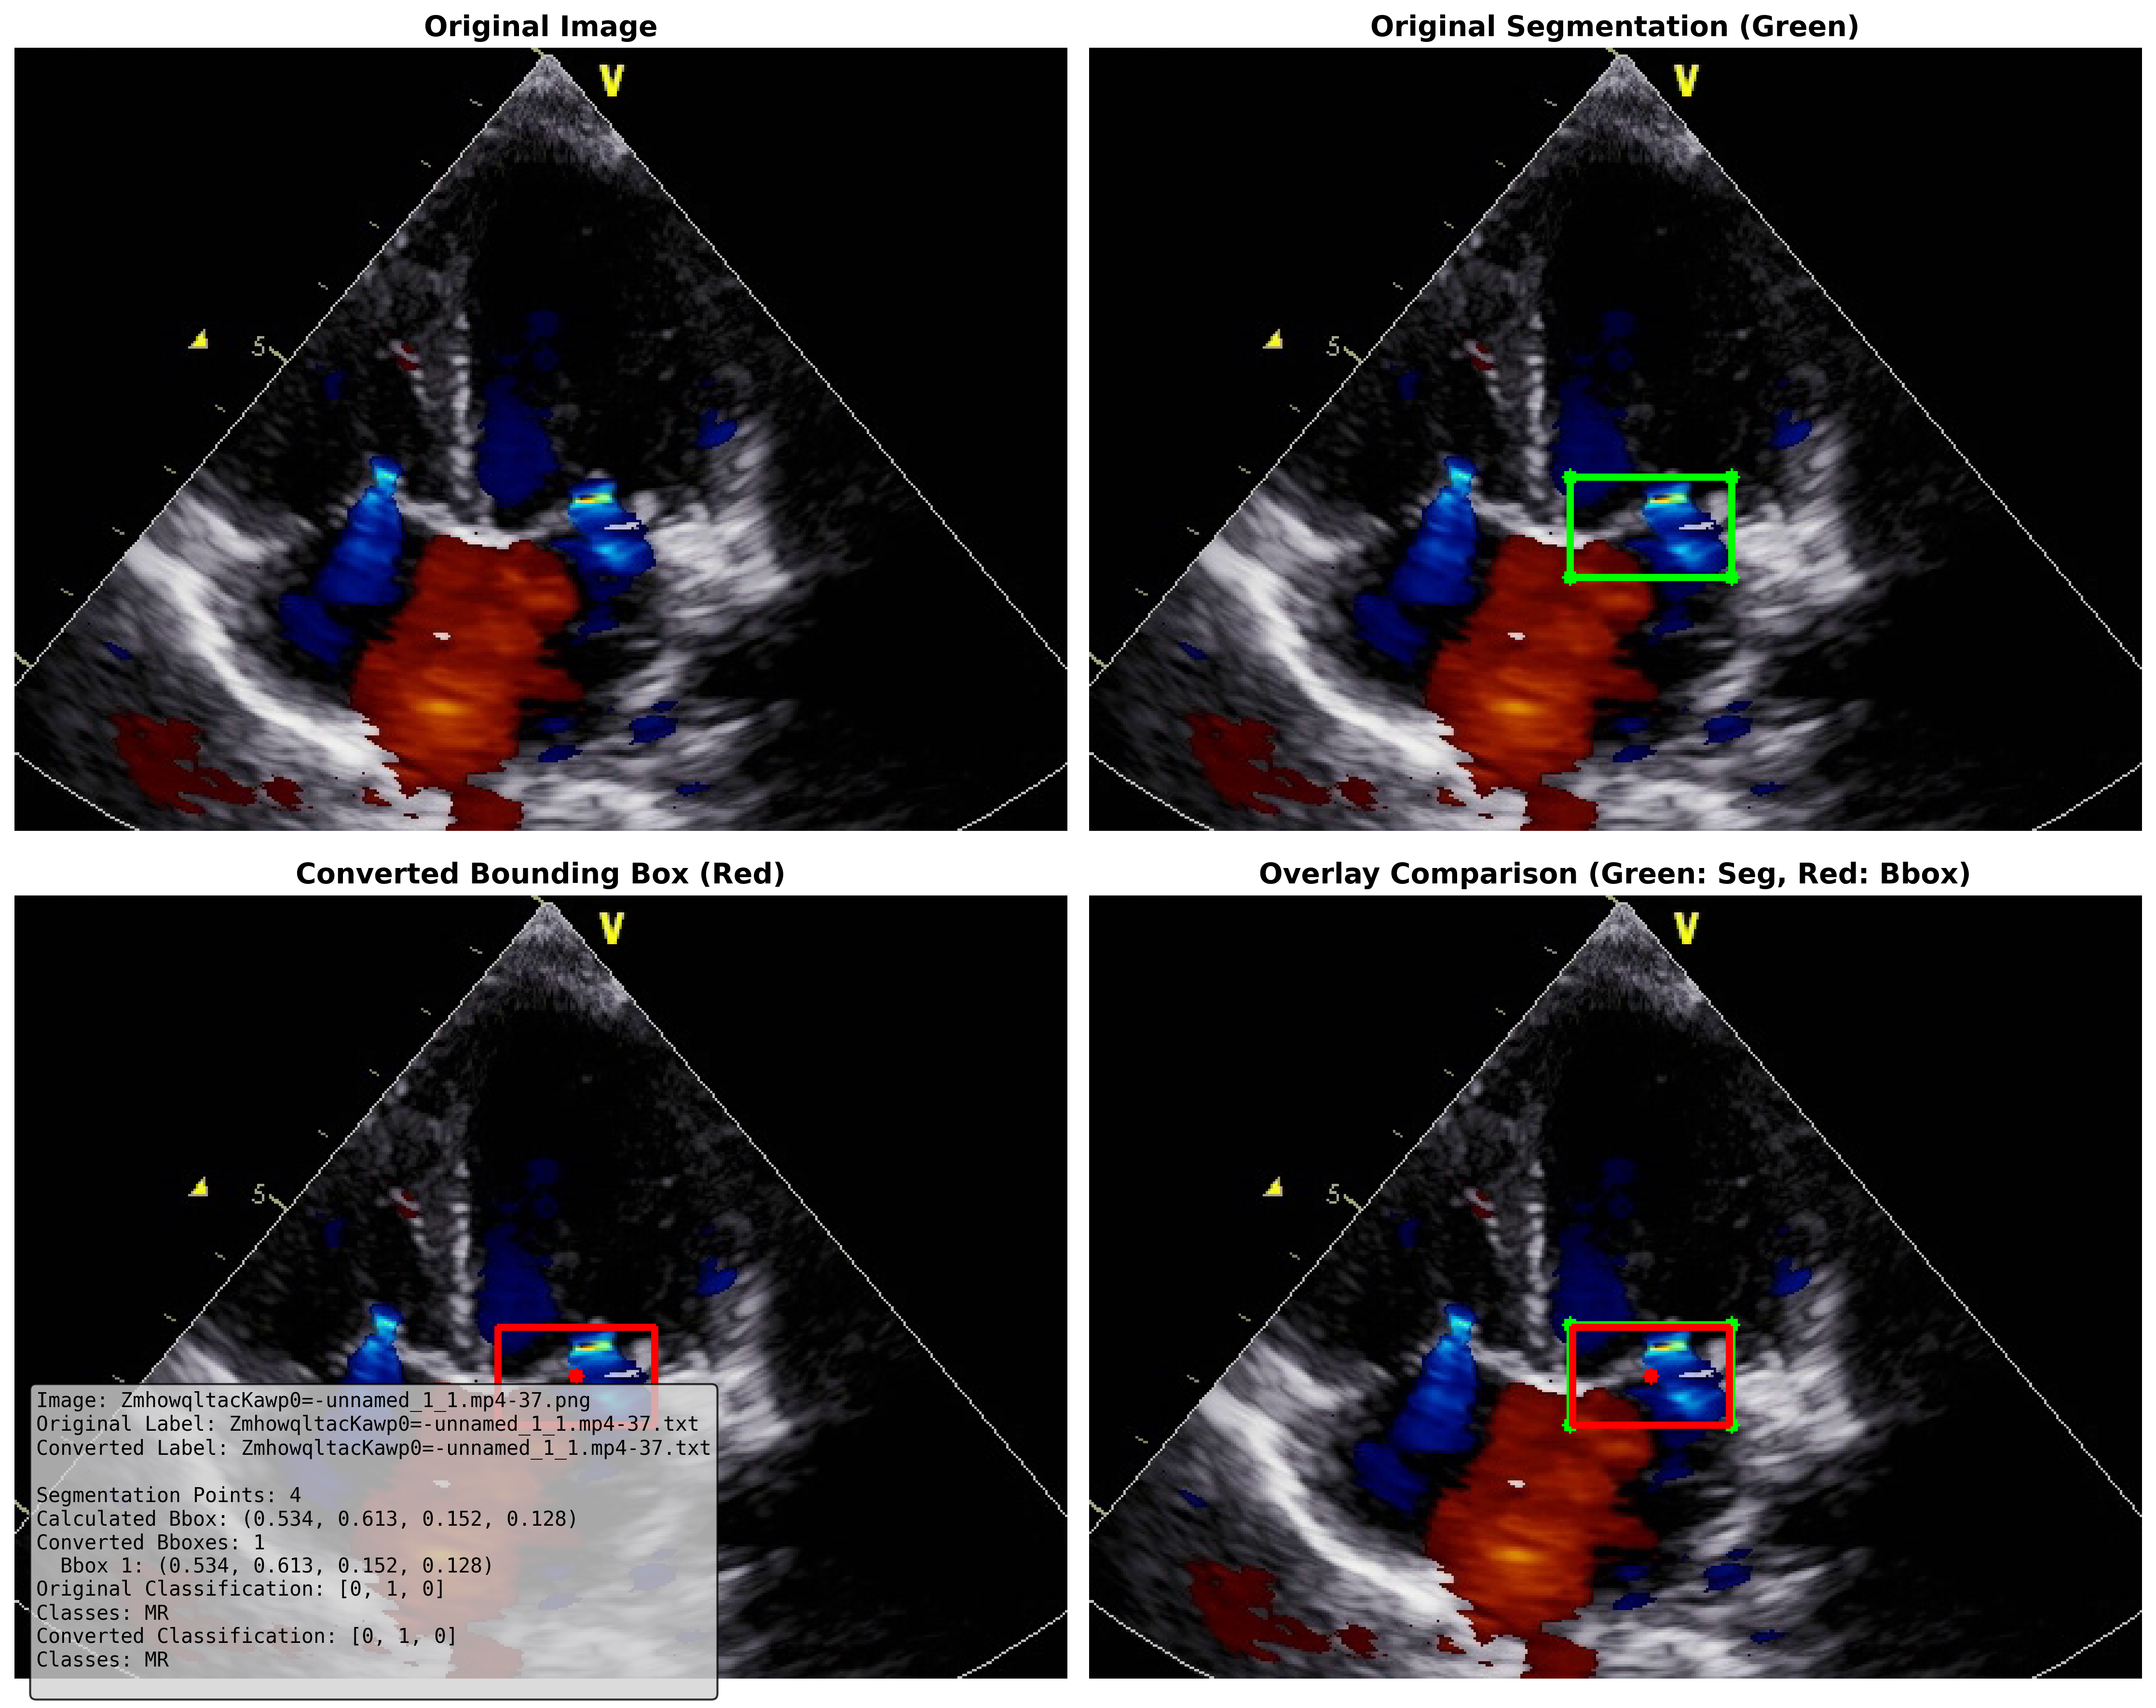 Original Image
Original Segmentation (Green)
V
5
V
5
Converted Bounding Box (Red)
Overlay Comparison (Green: Seg, Red: Bbox)
V
5
V
5
Image: ZmhowqltacKawp0=-unnamed_1_1.mp4-37.png
Original Label: ZmhowqltacKawp0=-unnamed_1_1.mp4-37.txt
Converted Label: ZmhowqltacKawp0=-unnamed_1_1.mp4-37.txt
Segmentation Points: 4
Calculated Bbox: (0.534, 0.613, 0.152, 0.128)
Converted Bboxes: 1
Bbox 1: (0.534, 0.613, 0.152, 0.128)
Original Classification: [0, 1, 0]
Classes: MR
Converted Classification: [0, 1, 0]
Classes: MR